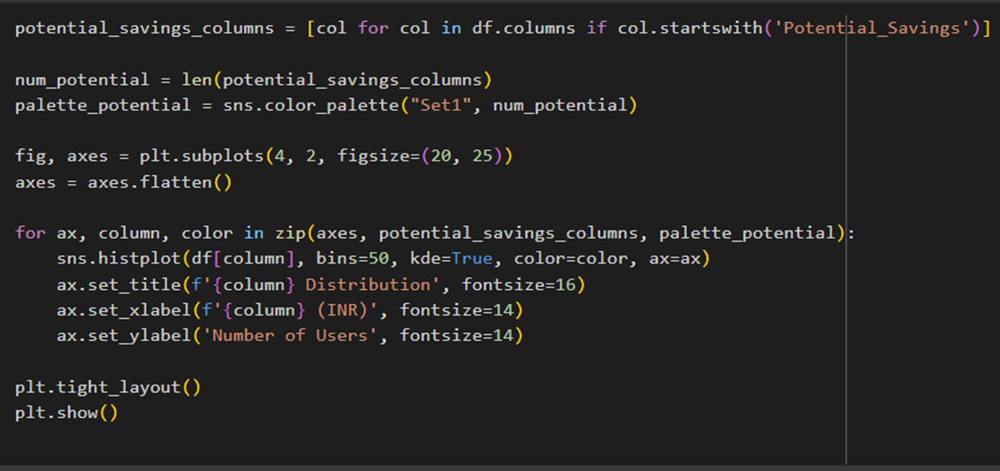 potential_savings_columns = [col for col in df.columns if col.startswith('Potential_Savings')]
num_potential = len(potential_savings_columns)
palette_potential = sns.color_palette("Set1", num_potential)
fig, axes = plt.subplots(4, 2, figsize=(20, 25))
axes = axes.flatten()
for ax, column, color in zip(axes, potential_savings_columns, palette_potential):
    sns.histplot(df[column], bins=50, kde=True, color=color, ax=ax)
    ax.set_title(f'{column} Distribution', fontsize=16)
    ax.set_xlabel(f'{column} (INR)', fontsize=14)
    ax.set_ylabel('Number of Users', fontsize=14)
plt.tight_layout()
plt.show()